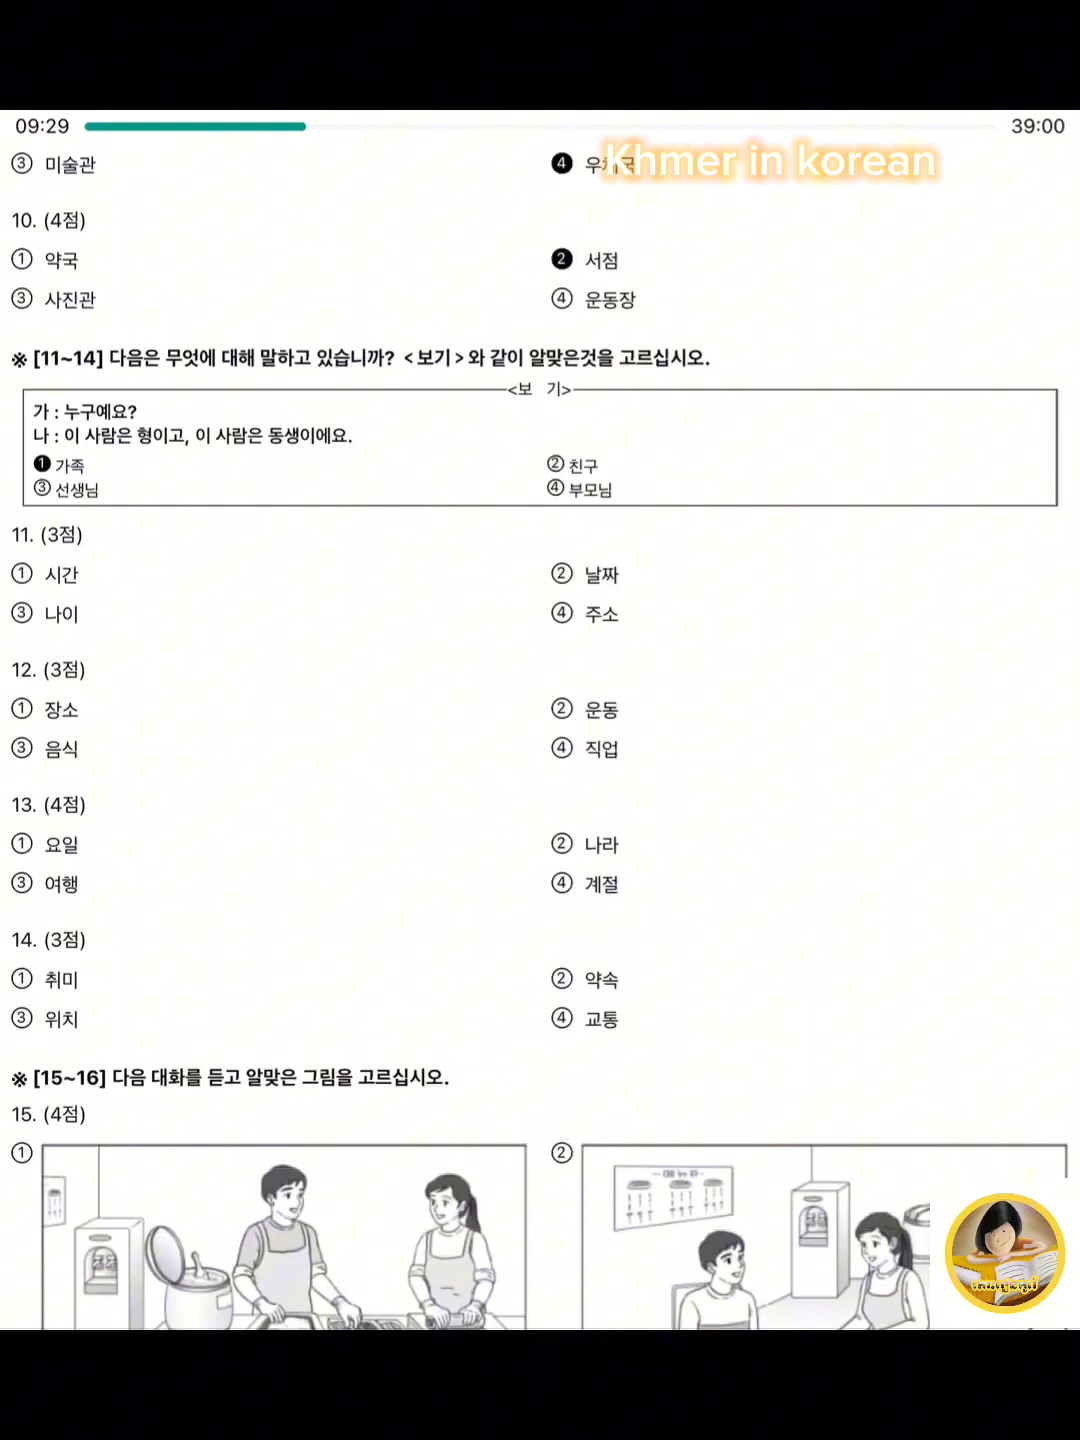 09:29 39:00
Khmer in korean
③ 미술관 ❹
10. (4점)
① 약국 ❷ 서점
③ 사진관 ④ 운동장
※ [11~14] 다음은 무엇에 대해 말하고 있습니까? <보기>와 같이 알맞은것을 고르십시오.
<보 기>
가 : 누구예요?
나 : 이 사람은 형이고, 이 사람은 동생이에요.
❶ 가족 ② 친구
③ 선생님 ④ 부모님
11. (3점)
① 시간 ② 날짜
③ 나이 ④ 주소
12. (3점)
① 장소 ② 운동
③ 음식 ④ 직업
13. (4점)
① 요일 ② 나라
③ 여행 ④ 계절
14. (3점)
① 취미 ② 약속
③ 위치 ④ 교통
※ [15~16] 다음 대화를 듣고 알맞은 그림을 고르십시오.
15. (4점)
① ②